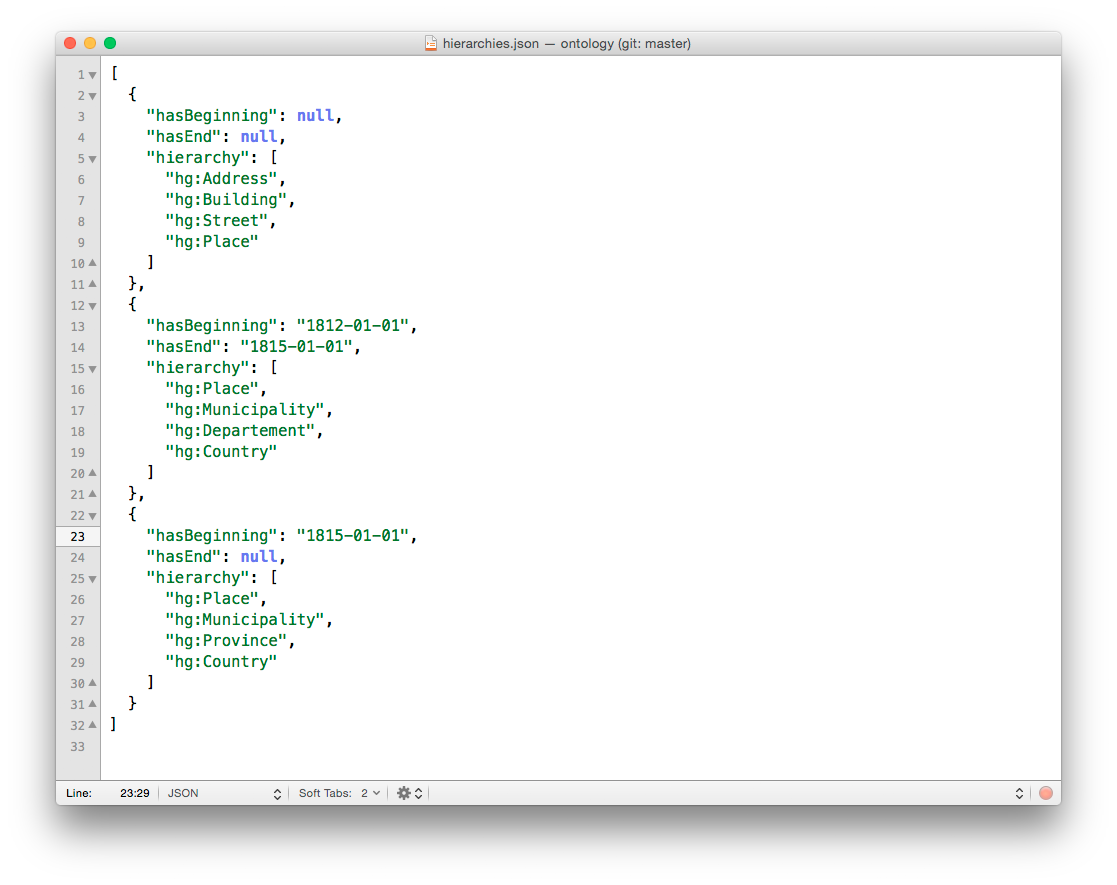 hierarchies.json — ontology (git: master)
1 [
2   {
3     "hasBeginning": null,
4     "hasEnd": null,
5     "hierarchy": [
6       "hg:Address",
7       "hg:Building",
8       "hg:Street",
9       "hg:Place"
10     ]
11   },
12   {
13     "hasBeginning": "1812-01-01",
14     "hasEnd": "1815-01-01",
15     "hierarchy": [
16       "hg:Place",
17       "hg:Municipality",
18       "hg:Departement",
19       "hg:Country"
20     ]
21   },
22   {
23     "hasBeginning": "1815-01-01",
24     "hasEnd": null,
25     "hierarchy": [
26       "hg:Place",
27       "hg:Municipality",
28       "hg:Province",
29       "hg:Country"
30     ]
31   }
32 ]
33
Line: 23:29 JSON Soft Tabs: 2